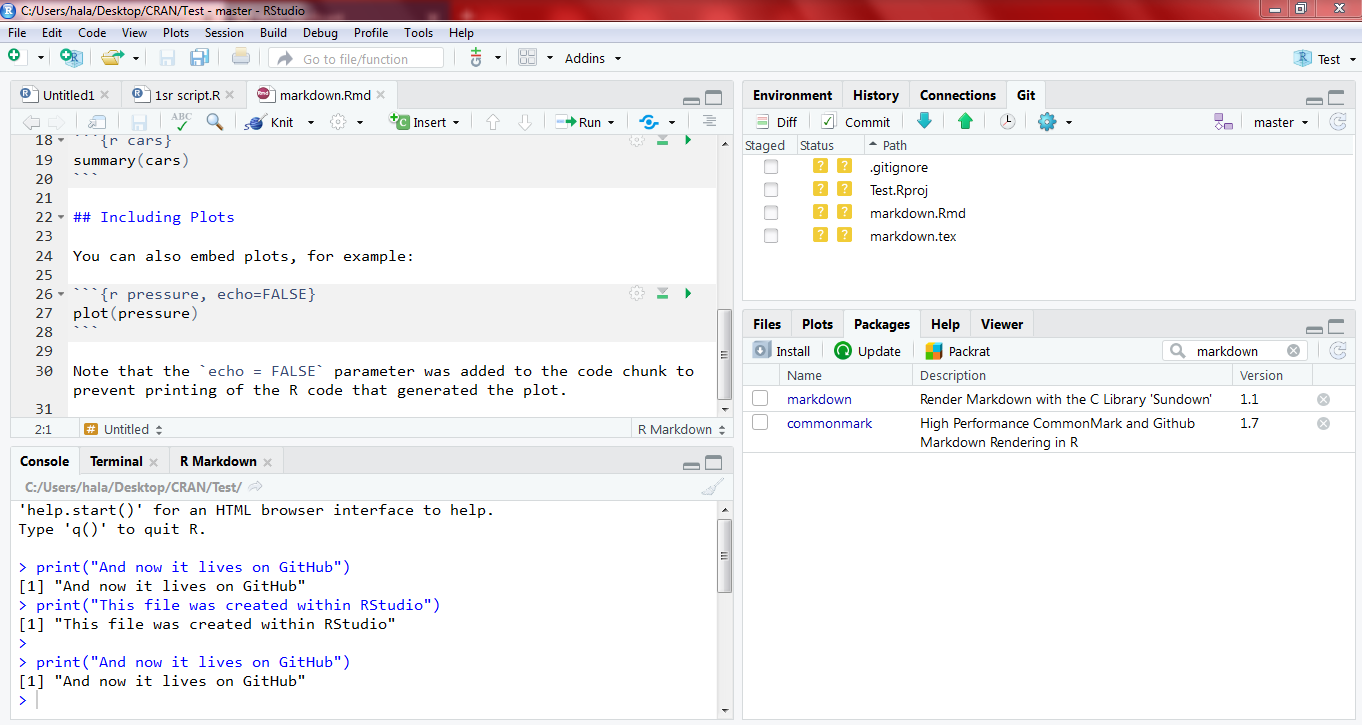 C:/Users/hala/Desktop/CRAN/Test - master - RStudio
File Edit Code View Plots Session Build Debug Profile Tools Help
Go to file/function Addins Test
Untitled1 1sr script.R markdown.Rmd
ABC Knit Insert Run
18 ```{r cars}
19 summary(cars)
20 ```
21
22 ## Including Plots
23
24 You can also embed plots, for example:
25
26 ```{r pressure, echo=FALSE}
27 plot(pressure)
28 ```
29
30 Note that the `echo = FALSE` parameter was added to the code chunk to
prevent printing of the R code that generated the plot.
31
2:1 # Untitled R Markdown
Console Terminal R Markdown
C:/Users/hala/Desktop/CRAN/Test/
'help.start()' for an HTML browser interface to help.
Type 'q()' to quit R.
> print("And now it lives on GitHub")
[1] "And now it lives on GitHub"
> print("This file was created within RStudio")
[1] "This file was created within RStudio"
>
> print("And now it lives on GitHub")
[1] "And now it lives on GitHub"
>
Environment History Connections Git
Diff Commit master
Staged Status Path
? ? .gitignore
? ? Test.Rproj
? ? markdown.Rmd
? ? markdown.tex
Files Plots Packages Help Viewer
Install Update Packrat markdown
Name Description Version
markdown Render Markdown with the C Library 'Sundown' 1.1
commonmark High Performance CommonMark and Github 1.7
Markdown Rendering in R